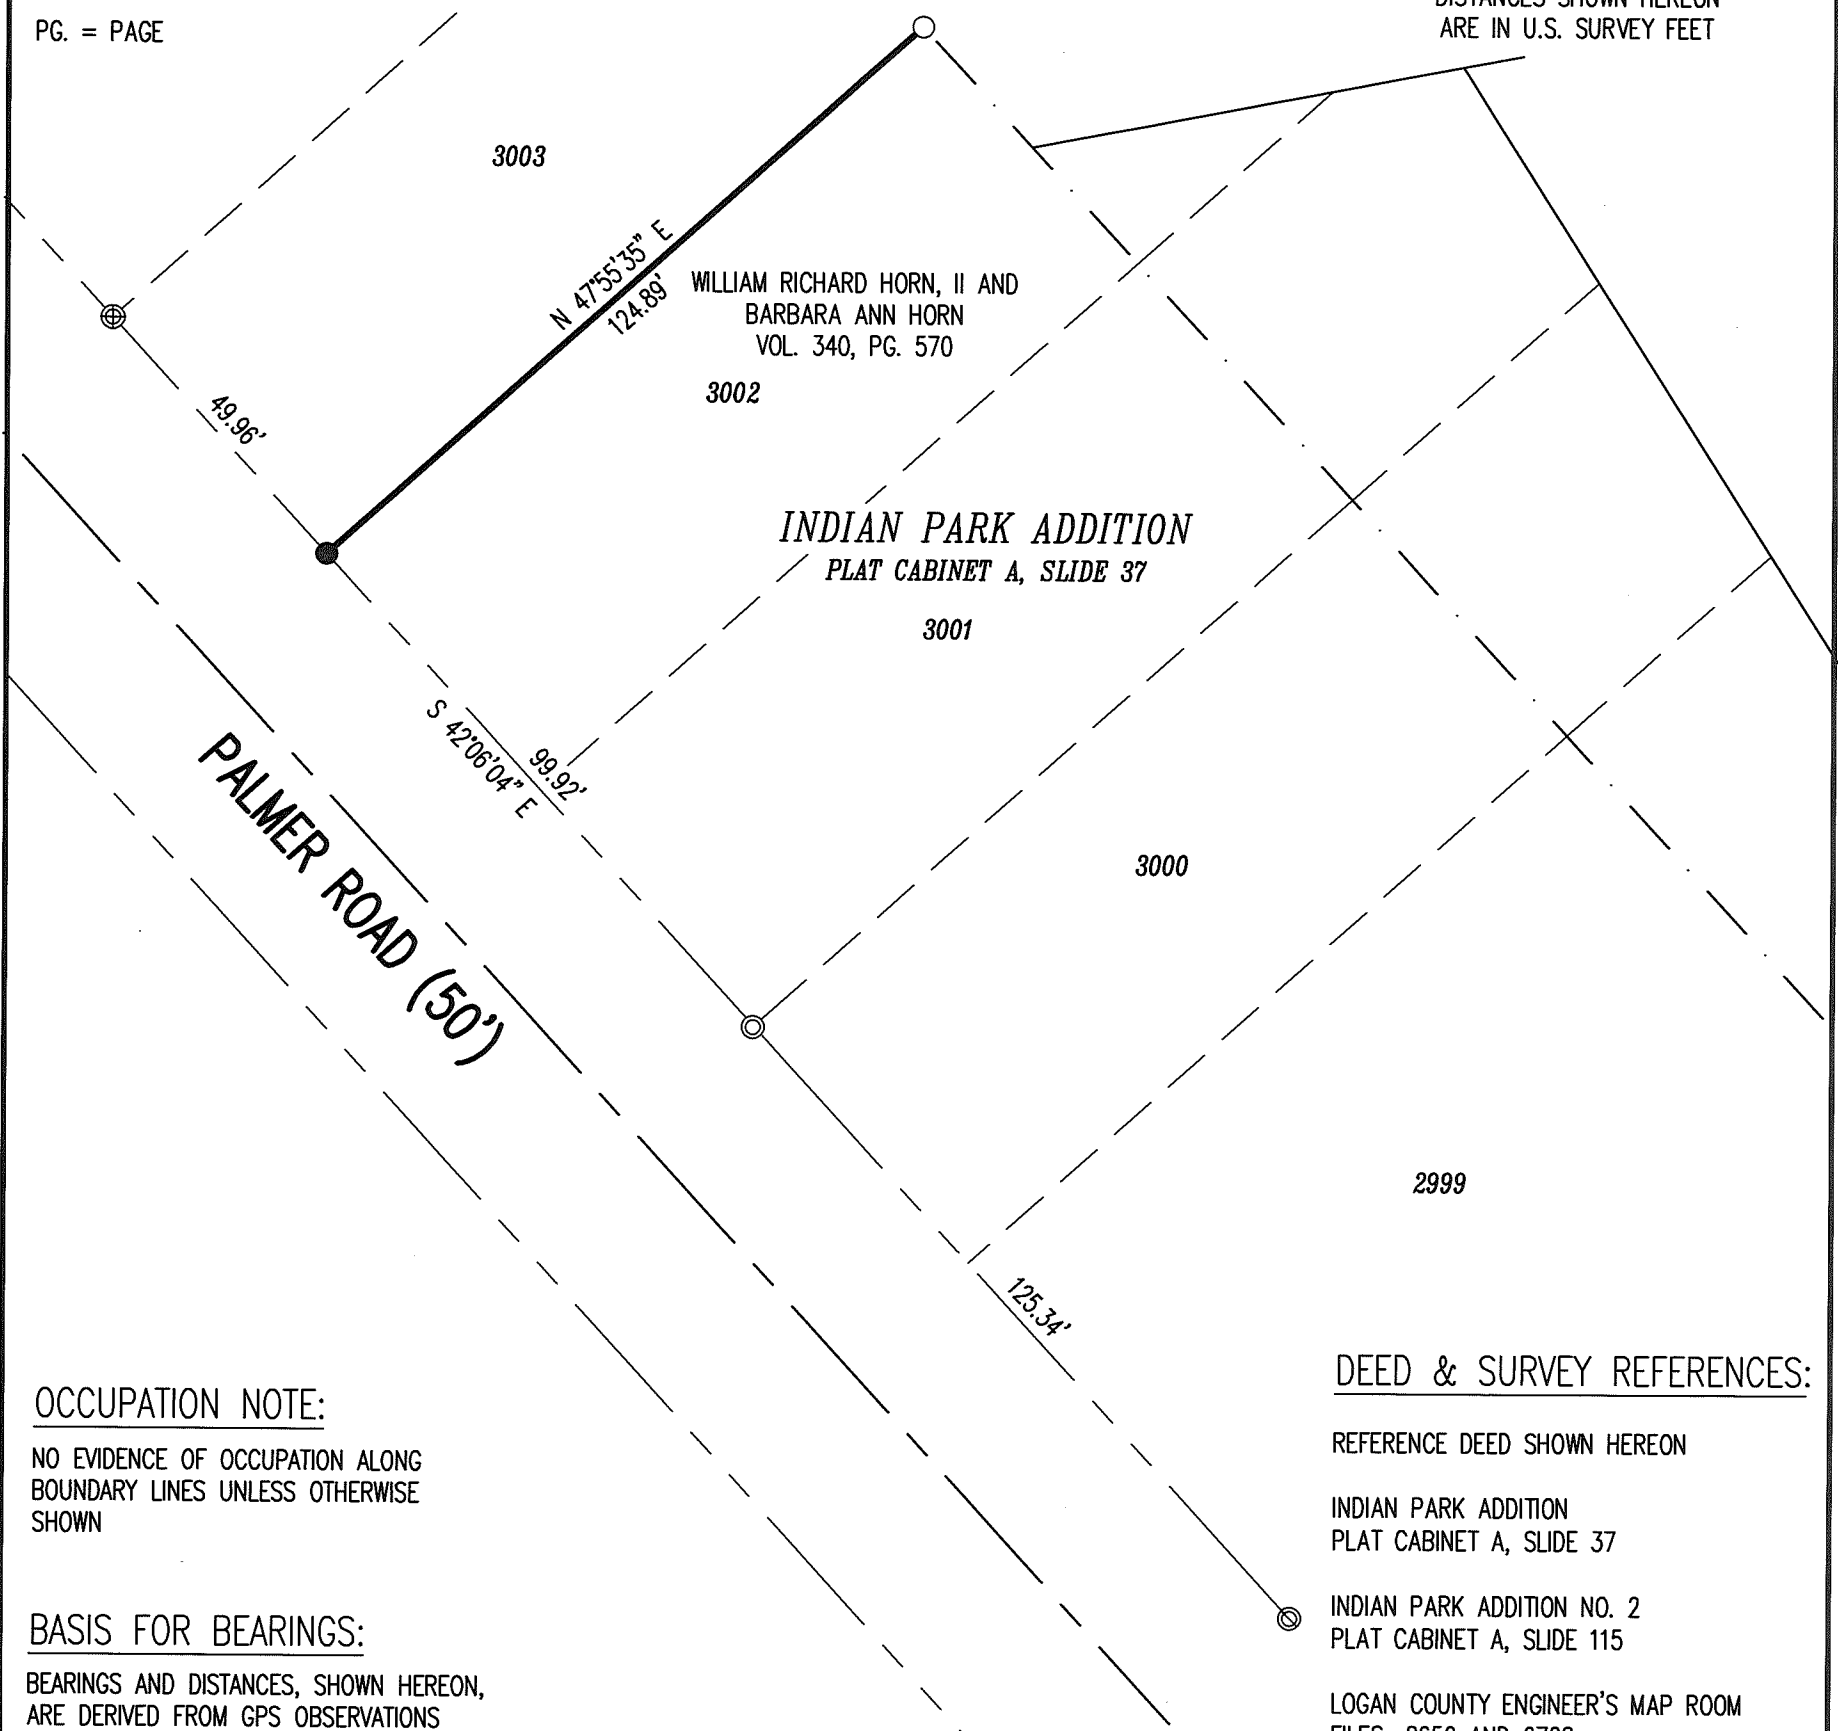 DISTANCES SHOWN HEREON
PG. = PAGE
ARE IN U.S. SURVEY FEET
3003
N 47°55'35" E
124.89'
WILLIAM RICHARD HORN, II AND
BARBARA ANN HORN
VOL. 340, PG. 570
3002
49.96'
INDIAN PARK ADDITION
PLAT CABINET A, SLIDE 37
3001
S 42°06'04" E
99.92'
PALMER ROAD (50')
3000
2999
125.34'
OCCUPATION NOTE:
NO EVIDENCE OF OCCUPATION ALONG
BOUNDARY LINES UNLESS OTHERWISE
SHOWN
BASIS FOR BEARINGS:
BEARINGS AND DISTANCES, SHOWN HEREON,
ARE DERIVED FROM GPS OBSERVATIONS
DEED & SURVEY REFERENCES:
REFERENCE DEED SHOWN HEREON
INDIAN PARK ADDITION
PLAT CABINET A, SLIDE 37
INDIAN PARK ADDITION NO. 2
PLAT CABINET A, SLIDE 115
LOGAN COUNTY ENGINEER'S MAP ROOM
FILES AND